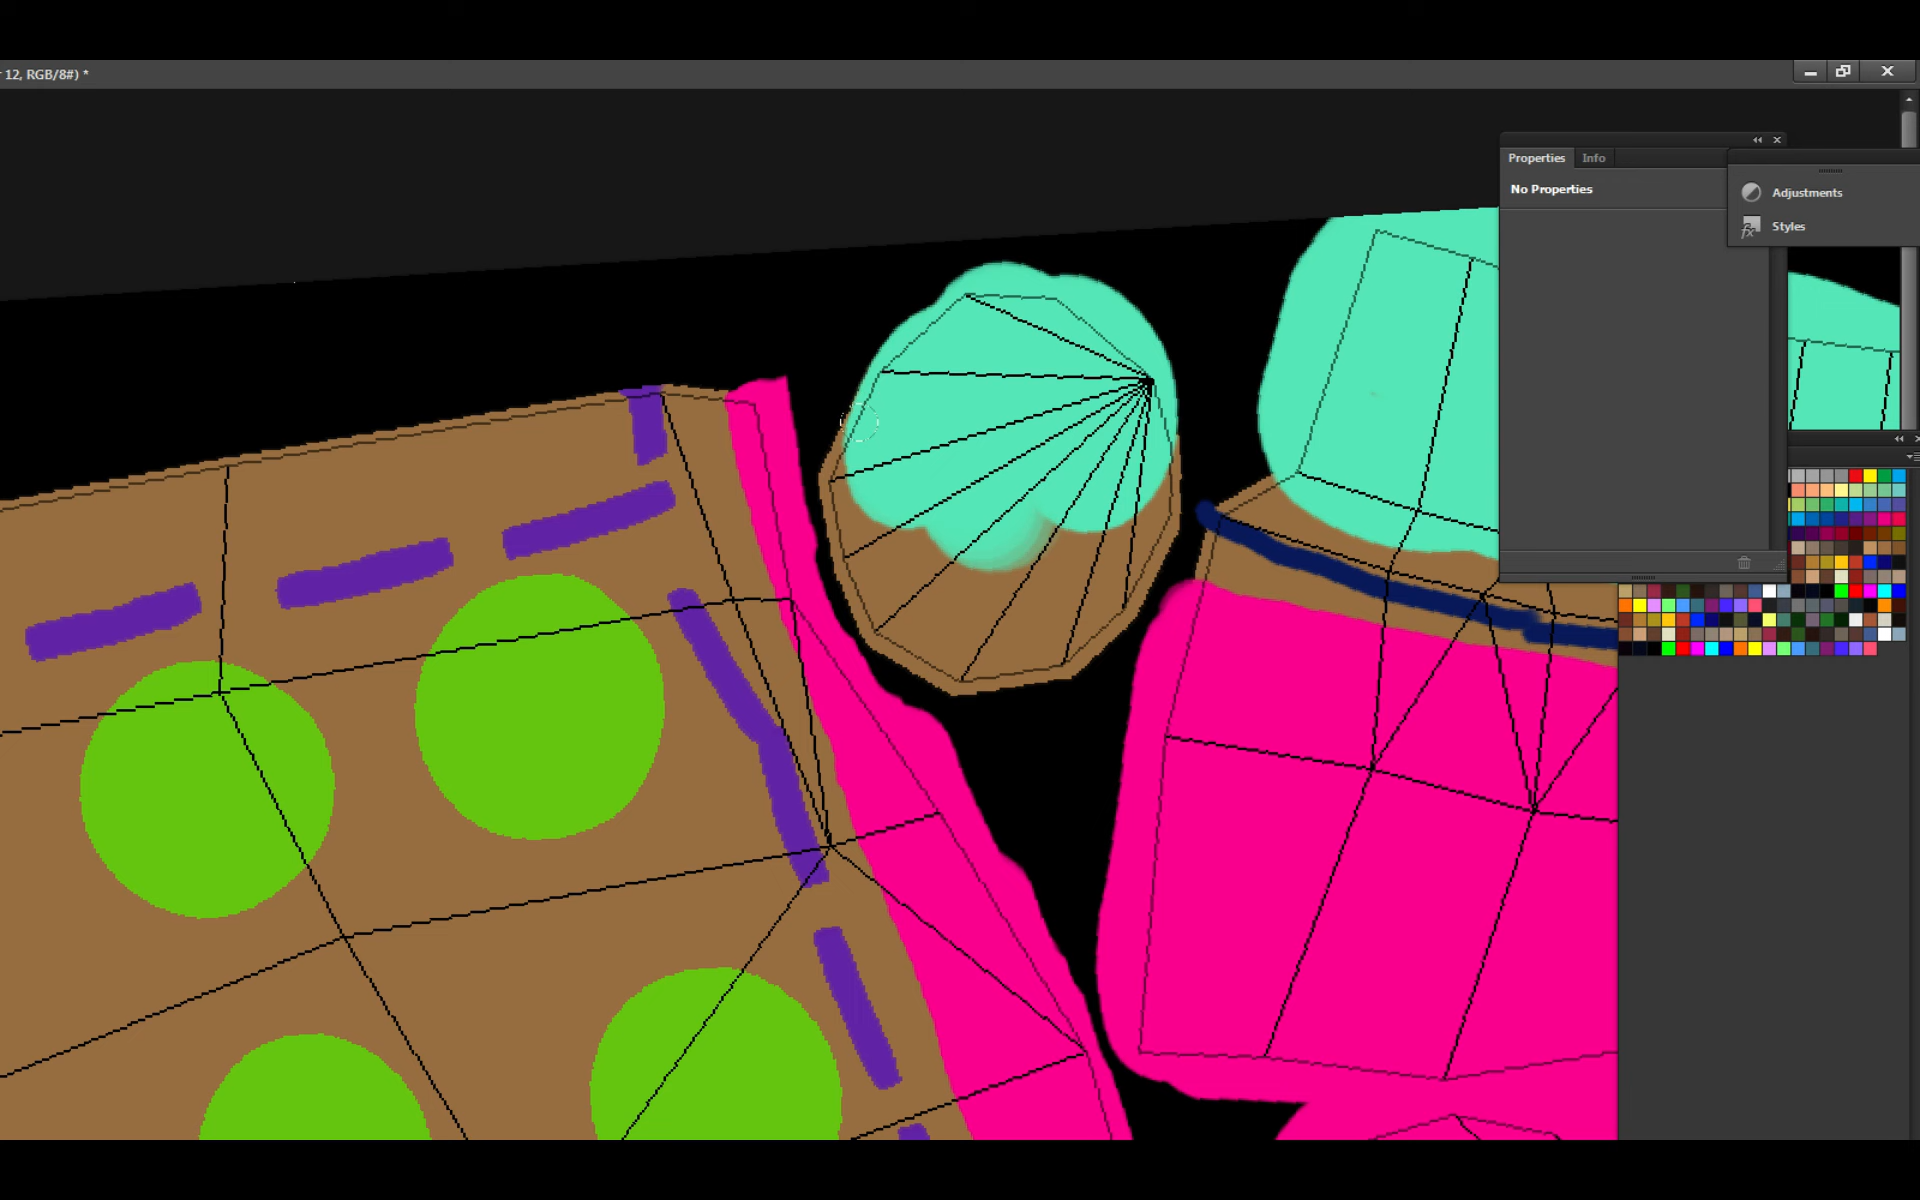 12, RGB/8#) *
Properties
Info
No Properties
Adjustments
Styles